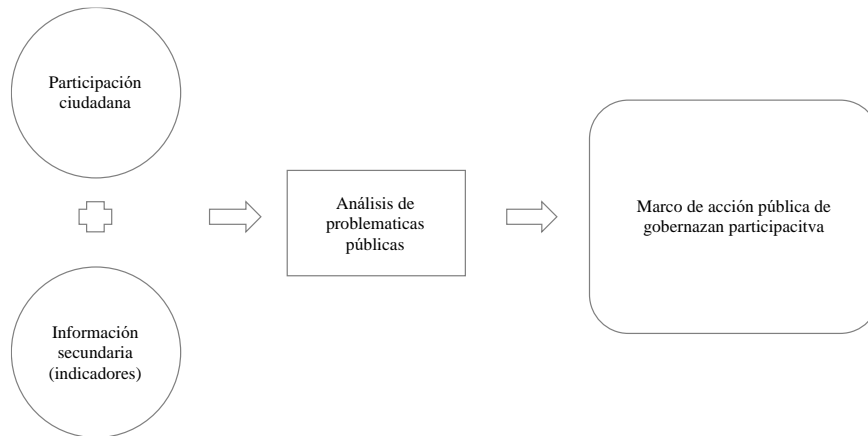 Participación
ciudadana
Información
secundaria
(indicadores)
Análisis de
problematicas
públicas
Marco de acción pública de
gobernazan participacitva